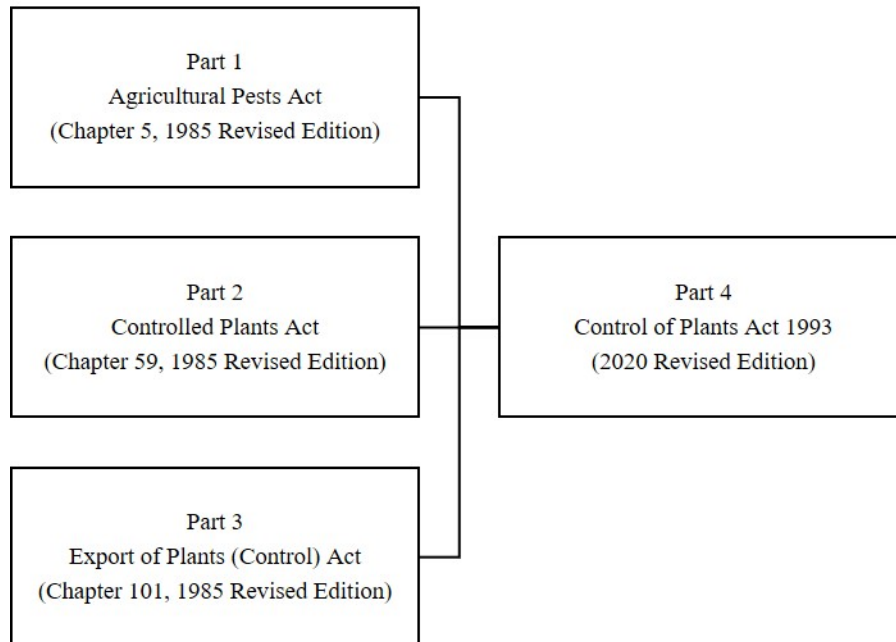 Part 1
Agricultural Pests Act
(Chapter 5, 1985 Revised Edition)
Part 2
Controlled Plants Act
(Chapter 59, 1985 Revised Edition)
Part 3
Export of Plants (Control) Act
(Chapter 101, 1985 Revised Edition)
Part 4
Control of Plants Act 1993
(2020 Revised Edition)